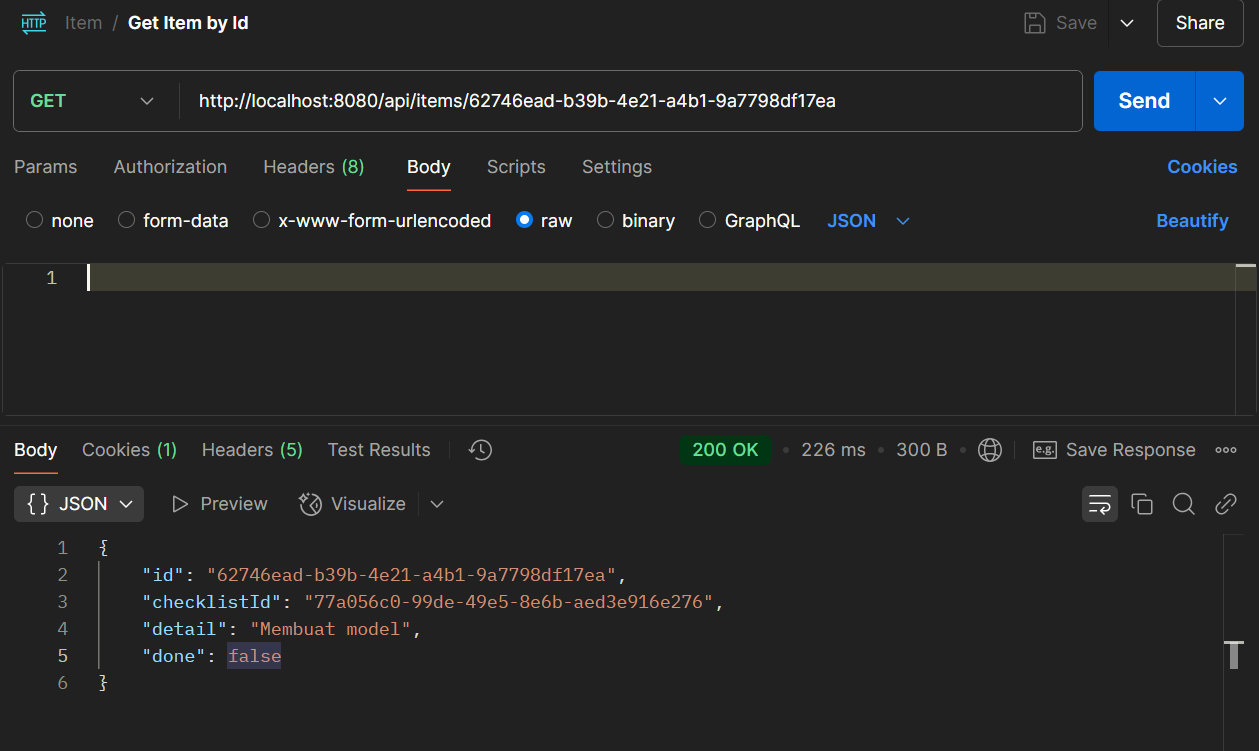 HTTP Item / Get Item by Id Save Share
GET http://localhost:8080/api/items/62746ead-b39b-4e21-a4b1-9a7798df17ea Send
Params Authorization Headers (8) Body Scripts Settings Cookies
none form-data x-www-form-urlencoded raw binary GraphQL JSON Beautify
1
Body Cookies (1) Headers (5) Test Results 200 OK • 226 ms • 300 B • e.g. Save Response
{} JSON Preview Visualize
1 {
2 "id": "62746ead-b39b-4e21-a4b1-9a7798df17ea",
3 "checklistId": "77a056c0-99de-49e5-8e6b-aed3e916e276",
4 "detail": "Membuat model",
5 "done": false
6 }